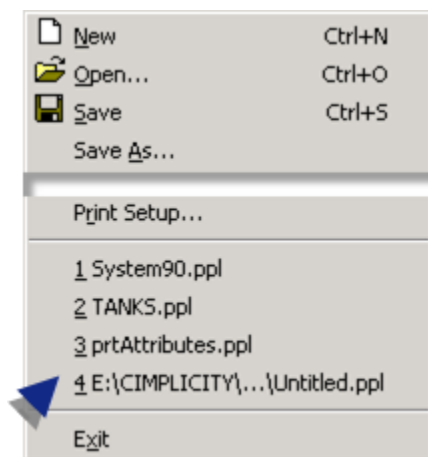 New Ctrl+N
Open... Ctrl+O
Save Ctrl+S
Save As...
Print Setup...
1 System90.ppl
2 TANKS.ppl
3 prtAttributes.ppl
4 E:\CIMPLICITY\...\Untitled.ppl
Exit